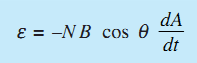 ε = –N B cos θ dA/dt